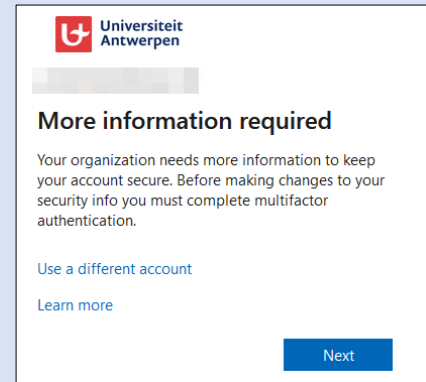 Universiteit
Antwerpen
More information required
Your organization needs more information to keep
your account secure. Before making changes to your
security info you must complete multifactor
authentication.
Use a different account
Learn more
Next